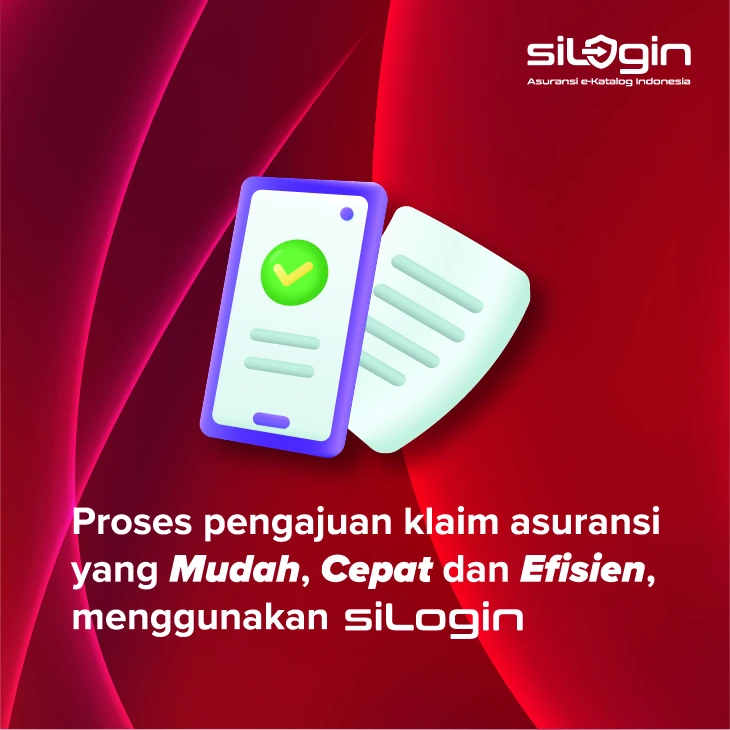 siLogin
Asuransi e-Katalog Indonesia
Proses pengajuan klaim asuransi
yang Mudah, Cepat dan Efisien,
menggunakan siLogin